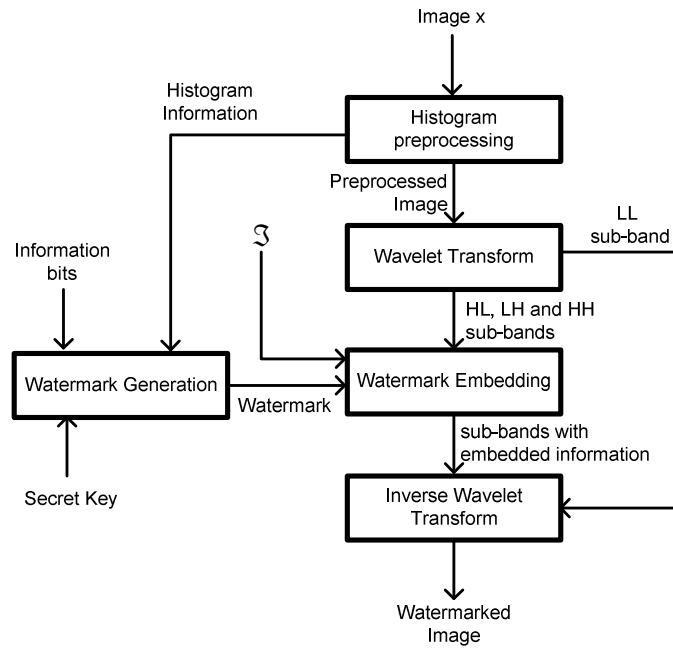 Image x
Histogram
Information
Histogram
preprocessing
Preprocessed
Image
LL
sub-band
ℑ
Wavelet Transform
Information
bits
HL, LH and HH
sub-bands
Watermark Generation
Watermark
Watermark Embedding
sub-bands with
embedded information
Secret Key
Inverse Wavelet
Transform
Watermarked
Image